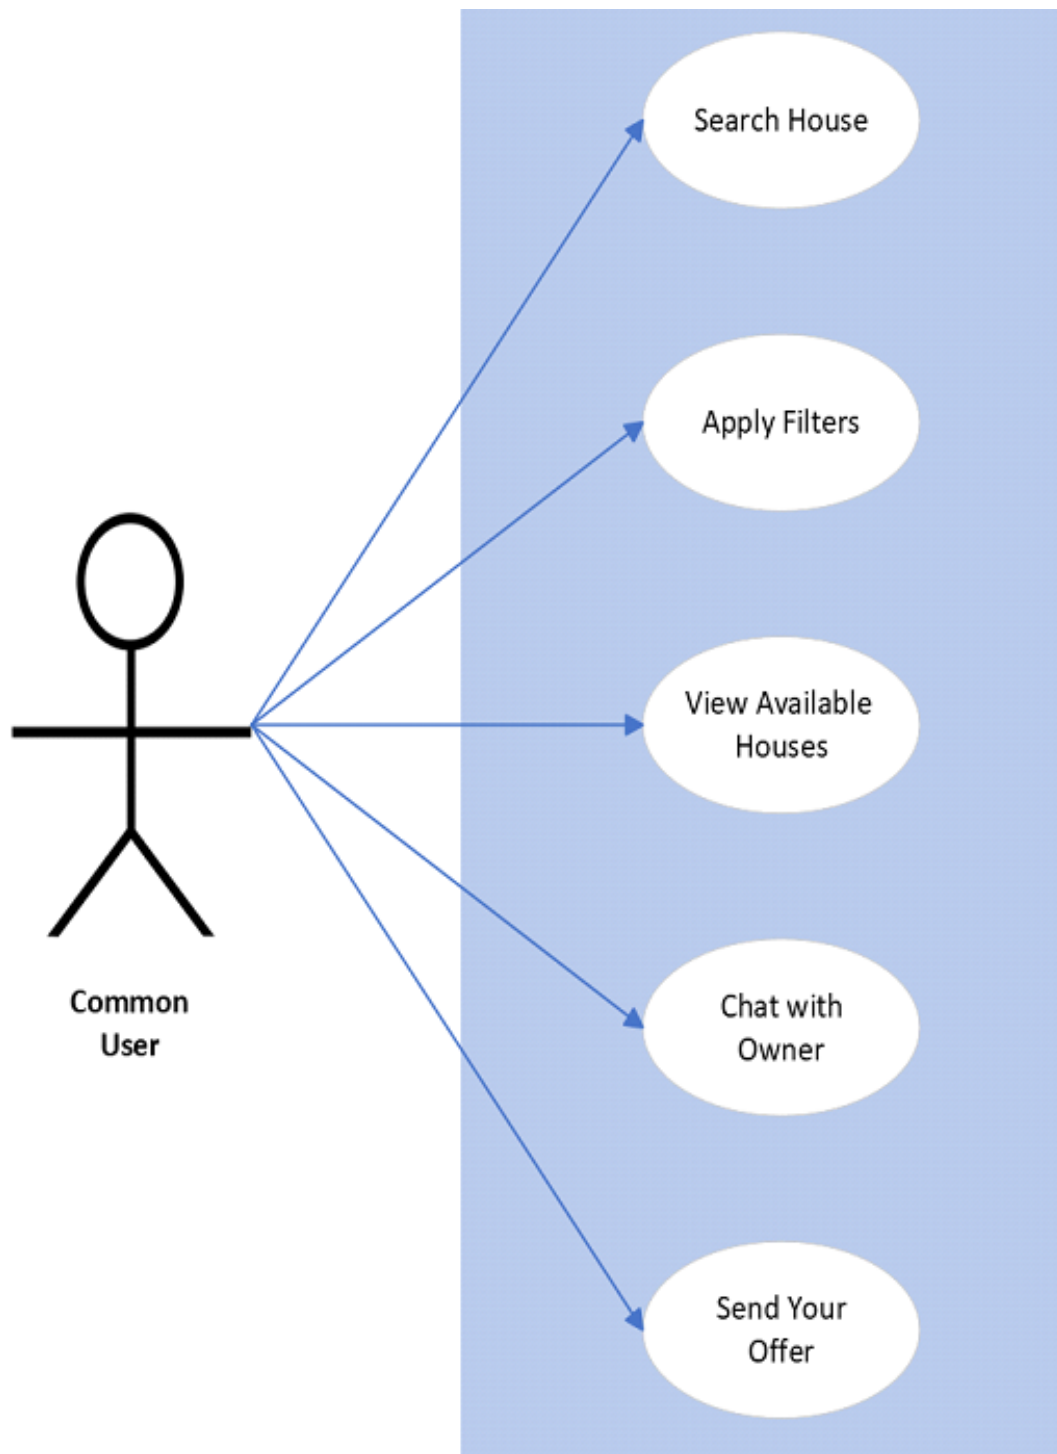 Search House
Apply Filters
View Available
Houses
Common
User
Chat with
Owner
Send Your
Offer